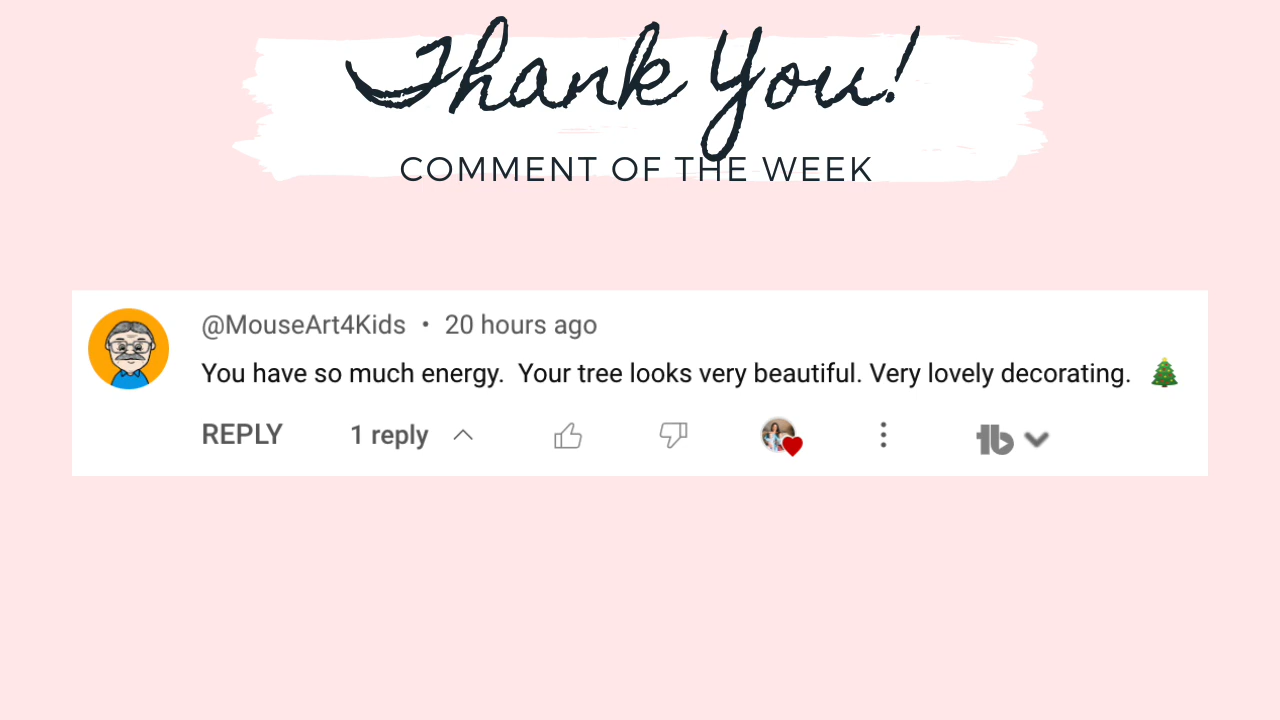 Thank You!
COMMENT OF THE WEEK
@MouseArt4Kids • 20 hours ago
You have so much energy.  Your tree looks very beautiful. Very lovely decorating. 🎄
REPLY 1 reply
tb